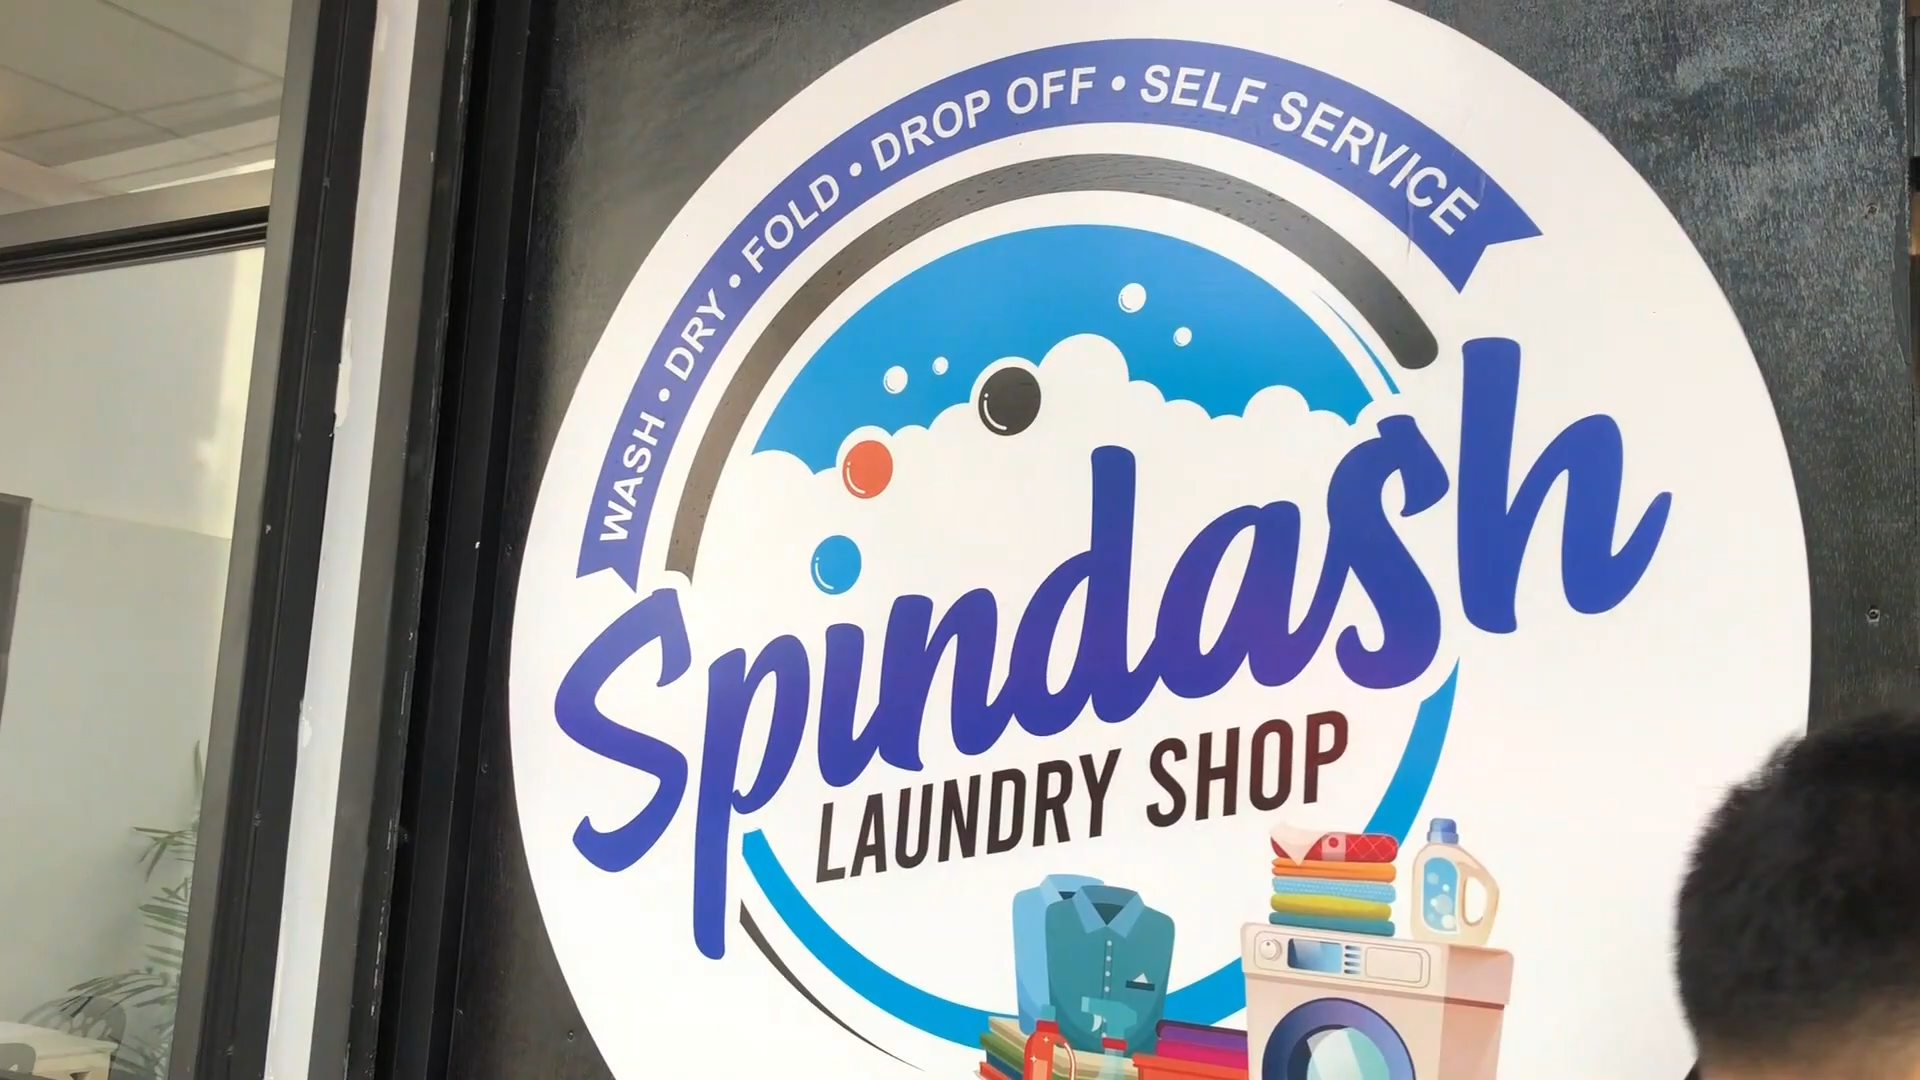 WASH • DRY • FOLD • DROP OFF • SELF SERVICE
Spindash
LAUNDRY SHOP